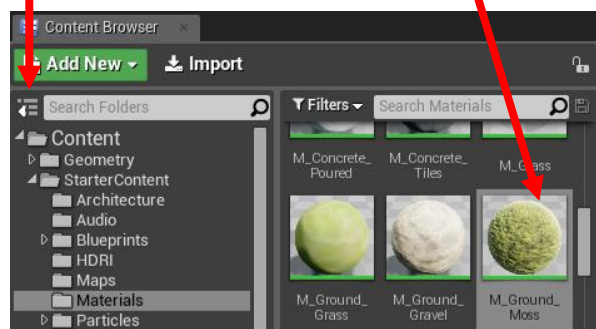 Content Browser
Add New
Import
Search Folders
Filters
Search Materials
Content
Geometry
StarterContent
Architecture
Audio
Blueprints
HDRI
Maps
Materials
Particles
M_Concrete_
Poured
M_Concrete_
Tiles
M_Glass
M_Ground_
Grass
M_Ground_
Gravel
M_Ground_
Moss